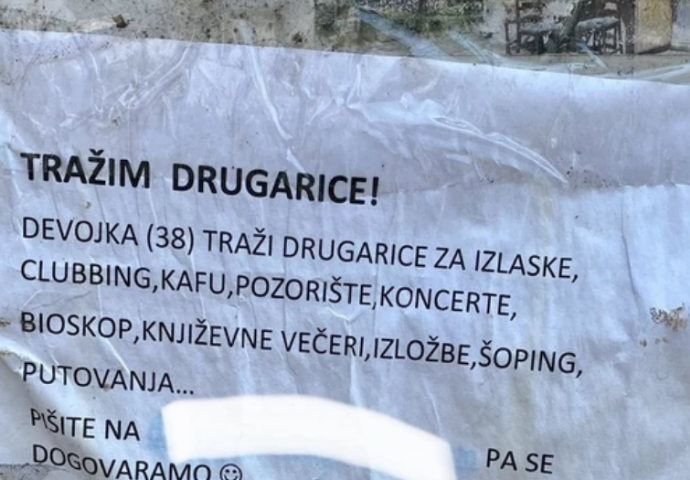 TRAŽIM DRUGARICE!
DEVOJKA (38) TRAŽI DRUGARICE ZA IZLASKE,
CLUBBING,KAFU,POZORIŠTE,KONCERTE,
BIOSKOP,KNJIŽEVNE VEČERI,IZLOŽBE,ŠOPING,
PUTOVANJA...
PIŠITE NA PA SE
DOGOVARAMO ☺